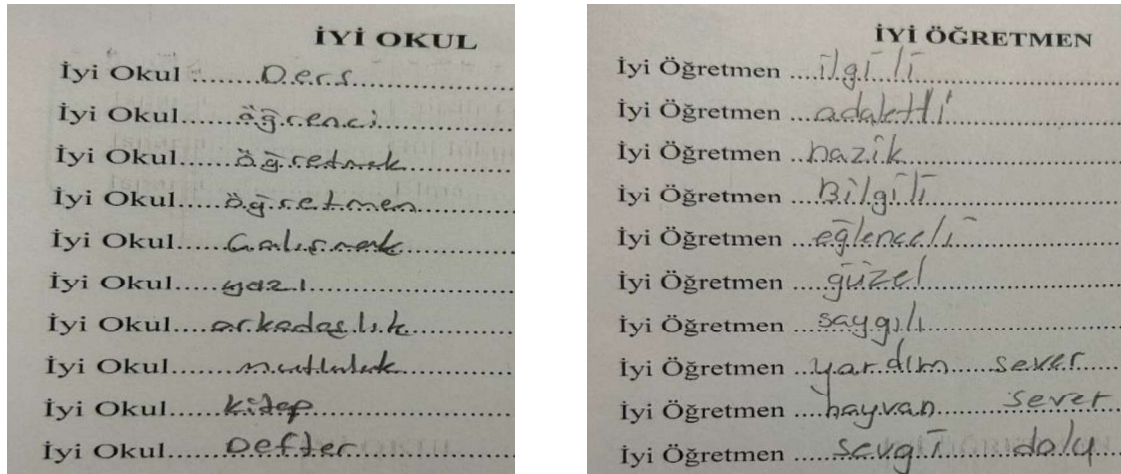 İYİ OKUL
İyi Okul ........Ders
İyi Okul......öğrenci
İyi Okul......öğretmek
İyi Okul......öğretmen
İyi Okul......Çalışmak
İyi Okul......yazı
İyi Okul......arkadaşlık
İyi Okul......mutluluk
İyi Okul......kitap
İyi Okul......Defter
İYİ ÖĞRETMEN
İyi Öğretmen ....ilgili
İyi Öğretmen ....adaletli
İyi Öğretmen ....nazik
İyi Öğretmen ....Bilgili
İyi Öğretmen ....eğlenceli
İyi Öğretmen ....güzel
İyi Öğretmen ....saygılı
İyi Öğretmen ....yardım sever
İyi Öğretmen ....hayvan sever
İyi Öğretmen ....sevgi dolu